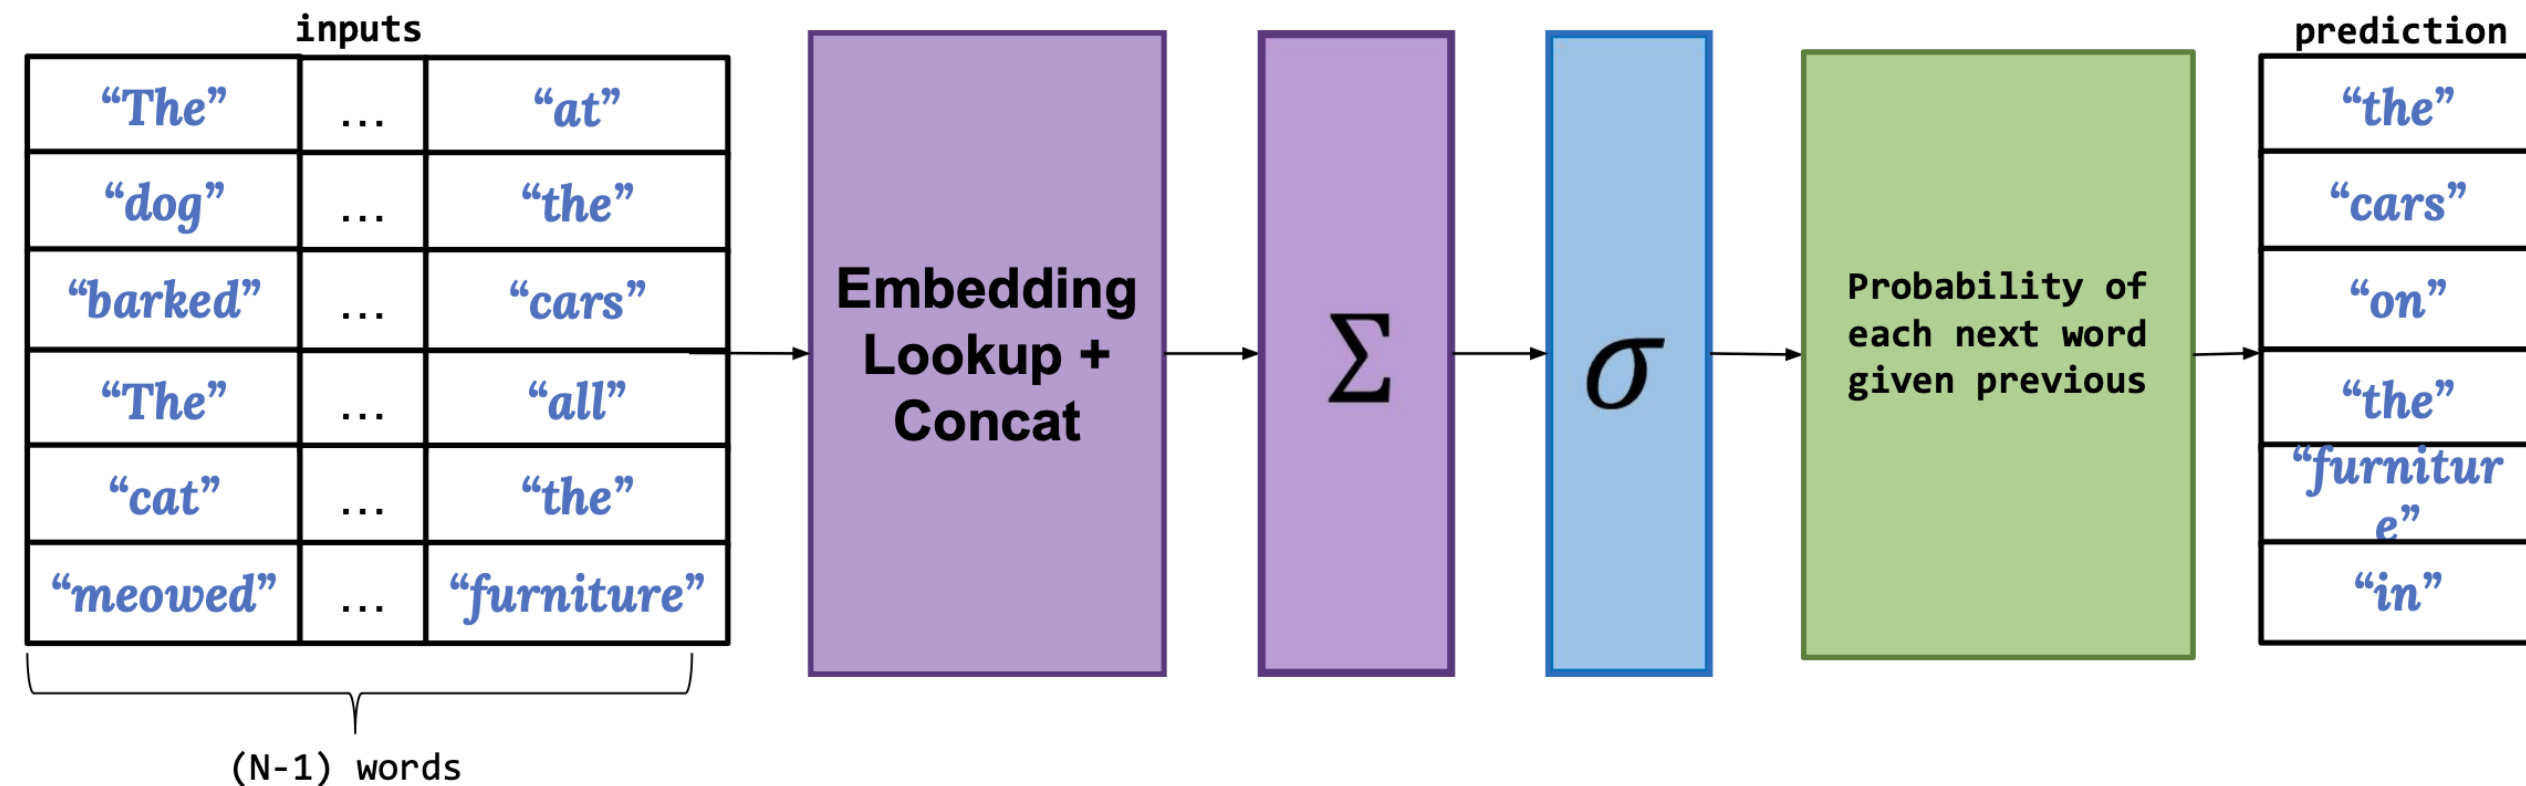 inputs
“The” ... “at”
“dog” ... “the”
“barked” ... “cars”
“The” ... “all”
“cat” ... “the”
“meowed” ... “furniture”
(N-1) words
Embedding
Lookup +
Concat
Σ
σ
Probability of
each next word
given previous
prediction
“the”
“cars”
“on”
“the”
“furnitur
e”
“in”